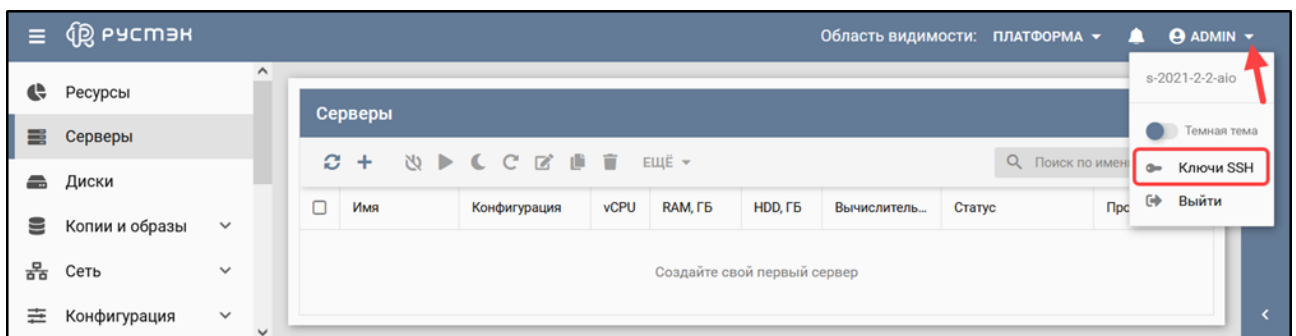 РУСТЭК
Область видимости: ПЛАТФОРМА
ADMIN
s-2021-2-2-aio
Темная тема
Ключи SSH
Выйти
Ресурсы
Серверы
Диски
Копии и образы
Сеть
Конфигурация
Серверы
ЕЩЁ
Поиск по имен
Имя Конфигурация vCPU RAM, ГБ HDD, ГБ Вычислитель... Статус Про
Создайте свой первый сервер